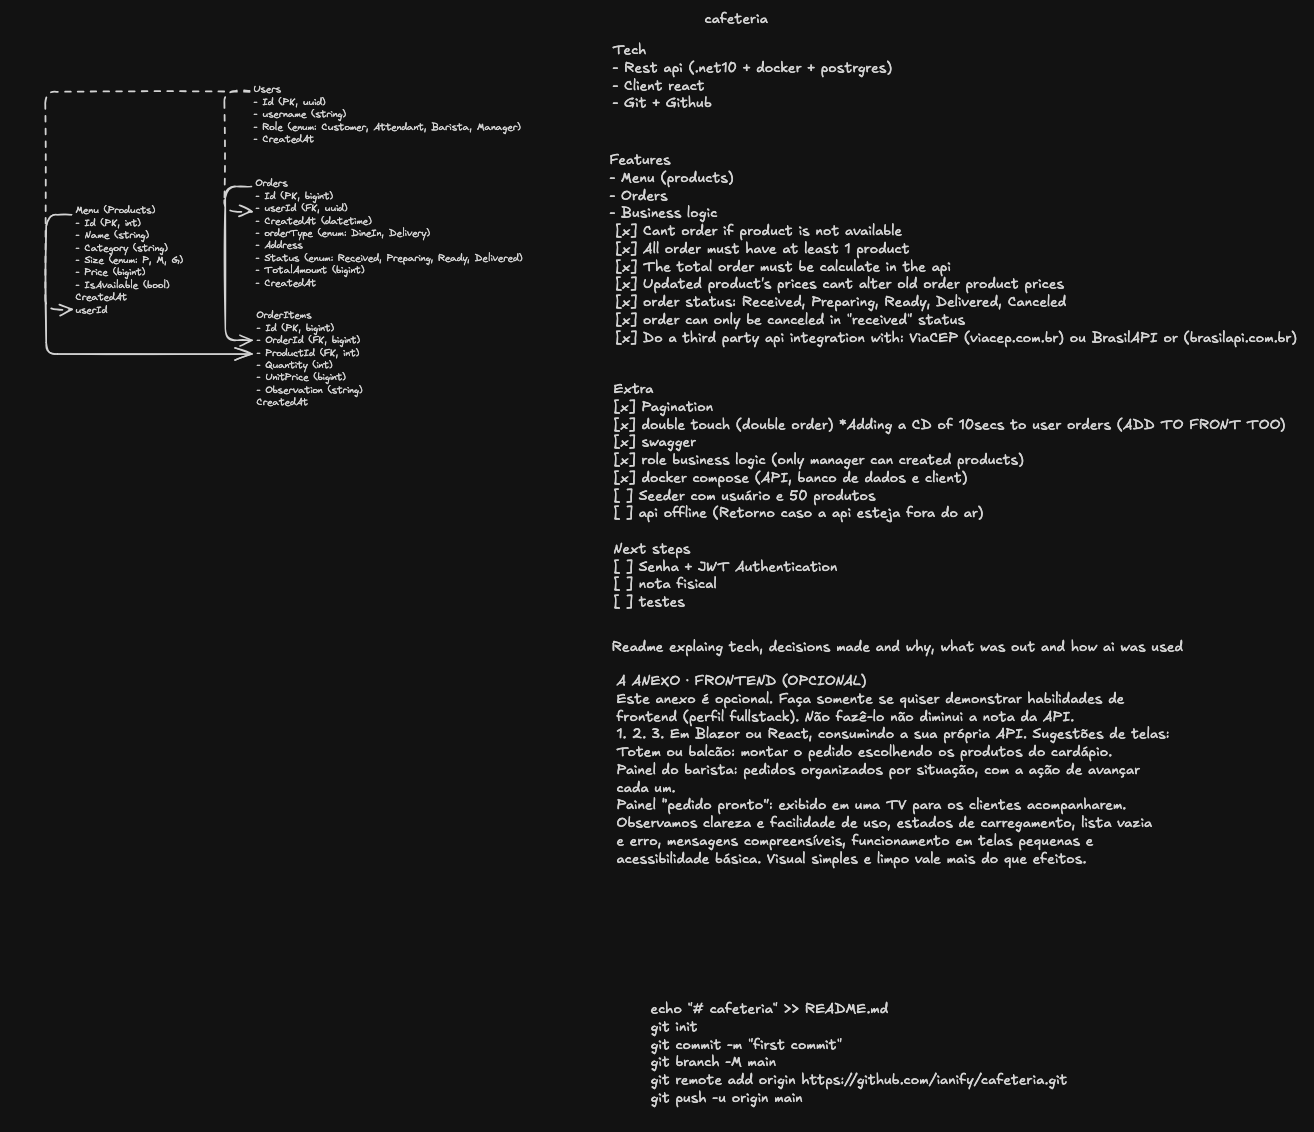 cafeteria
Tech
- Rest api (.net10 + docker + postrgres)
- Client react
- Git + Github
Users
- Id (PK, uuid)
- username (string)
- Role (enum: Customer, Attendant, Barista, Manager)
- CreatedAt
Orders
- Id (PK, bigint)
- userId (FK, uuid)
- CreatedAt (datetime)
- orderType (enum: DineIn, Delivery)
- Address
- Status (enum: Received, Preparing, Ready, Delivered)
- TotalAmount (bigint)
- CreatedAt
Menu (Products)
- Id (PK, int)
- Name (string)
- Category (string)
- Size (enum: P, M, G)
- Price (bigint)
- IsAvailable (bool)
CreatedAt
userId
OrderItems
- Id (PK, bigint)
- OrderId (FK, bigint)
- ProductId (FK, int)
- Quantity (int)
- UnitPrice (bigint)
- Observation (string)
CreatedAt
Features
- Menu (products)
- Orders
- Business logic
[x] Cant order if product is not available
[x] All order must have at least 1 product
[x] The total order must be calculate in the api
[x] Updated product's prices cant alter old order product prices
[x] order status: Received, Preparing, Ready, Delivered, Canceled
[x] order can only be canceled in "received" status
[x] Do a third party api integration with: ViaCEP (viacep.com.br) ou BrasilAPI or (brasilapi.com.br)
Extra
[x] Pagination
[x] double touch (double order) *Adding a CD of 10secs to user orders (ADD TO FRONT TOO)
[x] swagger
[x] role business logic (only manager can created products)
[x] docker compose (API, banco de dados e client)
[ ] Seeder com usuário e 50 produtos
[ ] api offline (Retorno caso a api esteja fora do ar)
Next steps
[ ] Senha + JWT Authentication
[ ] nota fisical
[ ] testes
Readme explaing tech, decisions made and why, what was out and how ai was used
A ANEXO · FRONTEND (OPCIONAL)
Este anexo é opcional. Faça somente se quiser demonstrar habilidades de
frontend (perfil fullstack). Não fazê-lo não diminui a nota da API.
1. 2. 3. Em Blazor ou React, consumindo a sua própria API. Sugestões de telas:
Totem ou balcão: montar o pedido escolhendo os produtos do cardápio.
Painel do barista: pedidos organizados por situação, com a ação de avançar
cada um.
Painel "pedido pronto": exibido em uma TV para os clientes acompanharem.
Observamos clareza e facilidade de uso, estados de carregamento, lista vazia
e erro, mensagens compreensíveis, funcionamento em telas pequenas e
acessibilidade básica. Visual simples e limpo vale mais do que efeitos.
echo "# cafeteria" >> README.md
git init
git commit -m "first commit"
git branch -M main
git remote add origin https://github.com/ianify/cafeteria.git
git push -u origin main